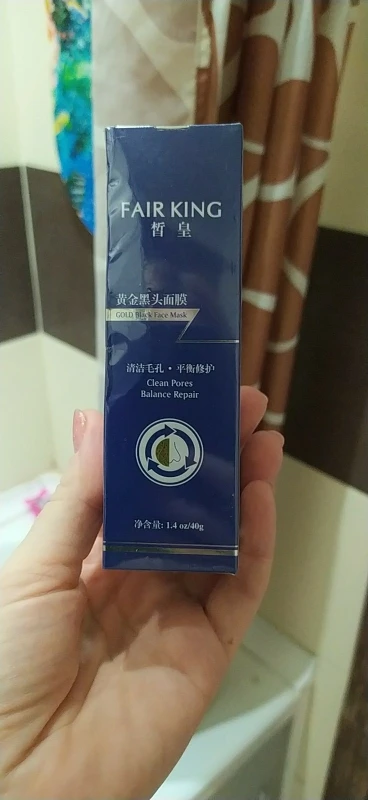 FAIR KING
皙皇
黄金黑头面膜
GOLD Black Face Mask
清洁毛孔·平衡修护
Clean Pores
Balance Repair
净含量: 1.4 oz/40g